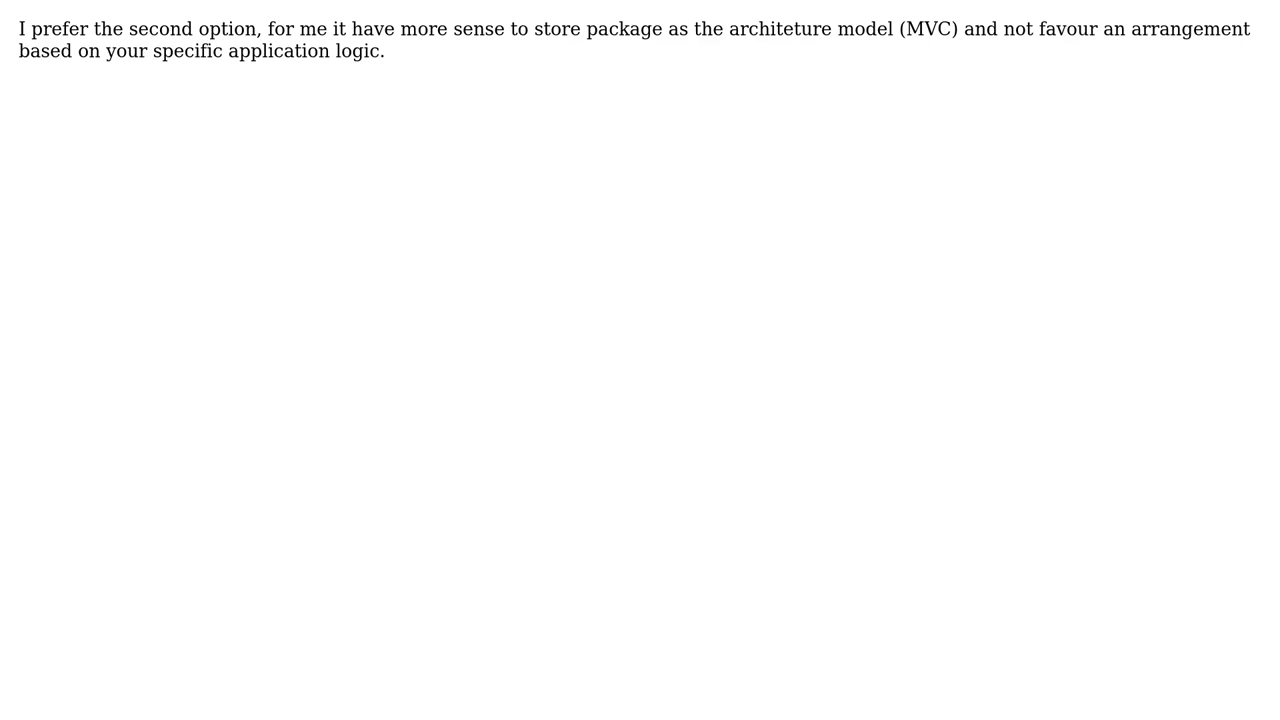 I prefer the second option, for me it have more sense to store package as the architeture model (MVC) and not favour an arrangement
based on your specific application logic.